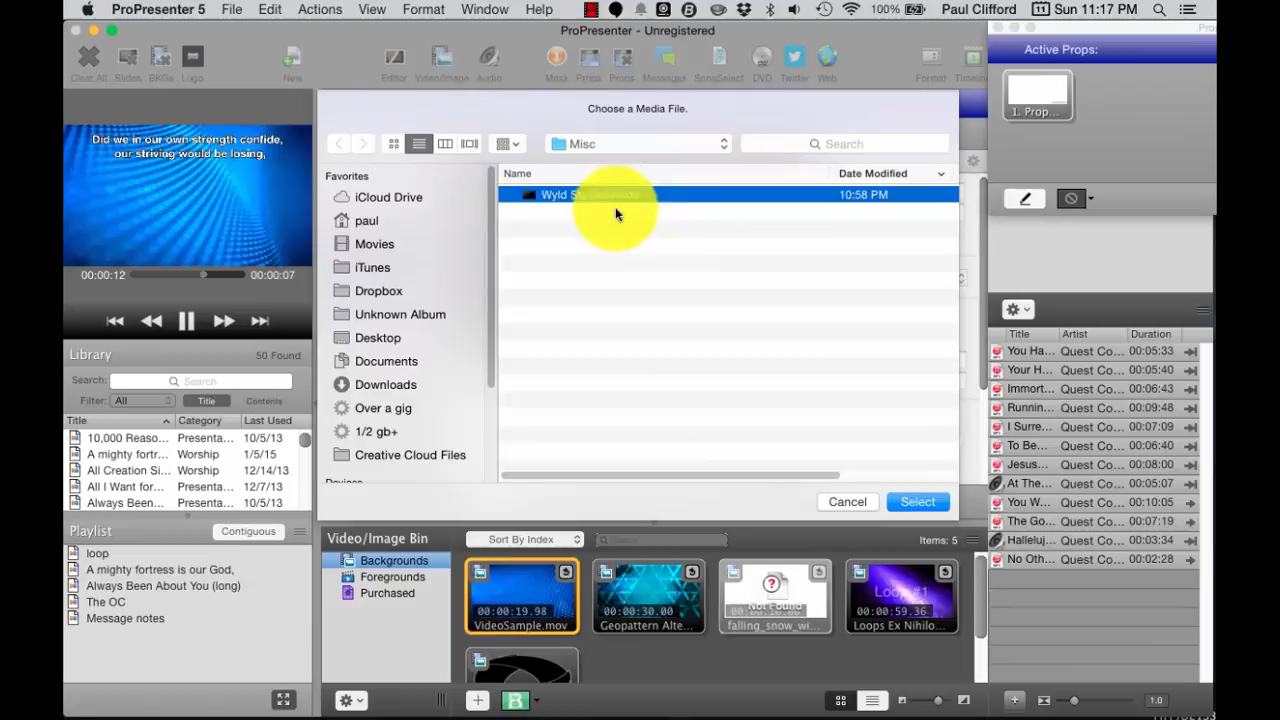 ProPresenter 5 File Edit Actions View Format Window Help 100% Paul Clifford 11 Sun 11:17 PM
ProPresenter - Unregistered
Clear All Slides BKGs Logo New Editor Video/Image Audio Mask Props Props Messages SongSelect DVD Twitter Web Format Timeline
Active Props:
1. Prop...
Choose a Media File.
Misc
Search
Name Date Modified
Wyld 10:58 PM
Favorites
iCloud Drive
paul
Movies
iTunes
Dropbox
Unknown Album
Desktop
Documents
Downloads
Over a gig
1/2 gb+
Creative Cloud Files
Devices
Cancel Select
Did we in our own strength confide,
our striving would be losing,
00:00:12 00:00:07
Library 50 Found
Search: Search
Filter: All Title Contents
Title Category Last Used
10,000 Reaso... Presenta... 10/5/13
A mighty fortr... Worship 1/5/15
All Creation Si... Presenta... 12/14/13
All I Want for... Presenta... 12/7/13
Always Been... Presenta... 10/5/13
Playlist Contiguous
loop
A mighty fortress is our God,
Always Been About You (long)
The OC
Message notes
Video/Image Bin Sort By Index Search Items: 5
Backgrounds
Foregrounds
Purchased
00:00:19.98
VideoSample.mov
00:00:30.00
Geopattern Alte...
?
Not Found
falling_snow_wi...
Loop #1
00:00:59.36
Loops Ex Nihilo...
Title Artist Duration
You Ha... Quest Co... 00:05:33
Your H... Quest Co... 00:05:40
Immort... Quest Co... 00:06:43
Runnin... Quest Co... 00:09:48
I Surre... Quest Co... 00:07:09
To Be... Quest Co... 00:06:40
Jesus... Quest Co... 00:08:00
At The... Quest Co... 00:05:07
You W... Quest Co... 00:10:05
The Go... Quest Co... 00:07:19
Halleluj... Quest Co... 00:03:34
No Oth... Quest Co... 00:02:28
1.0